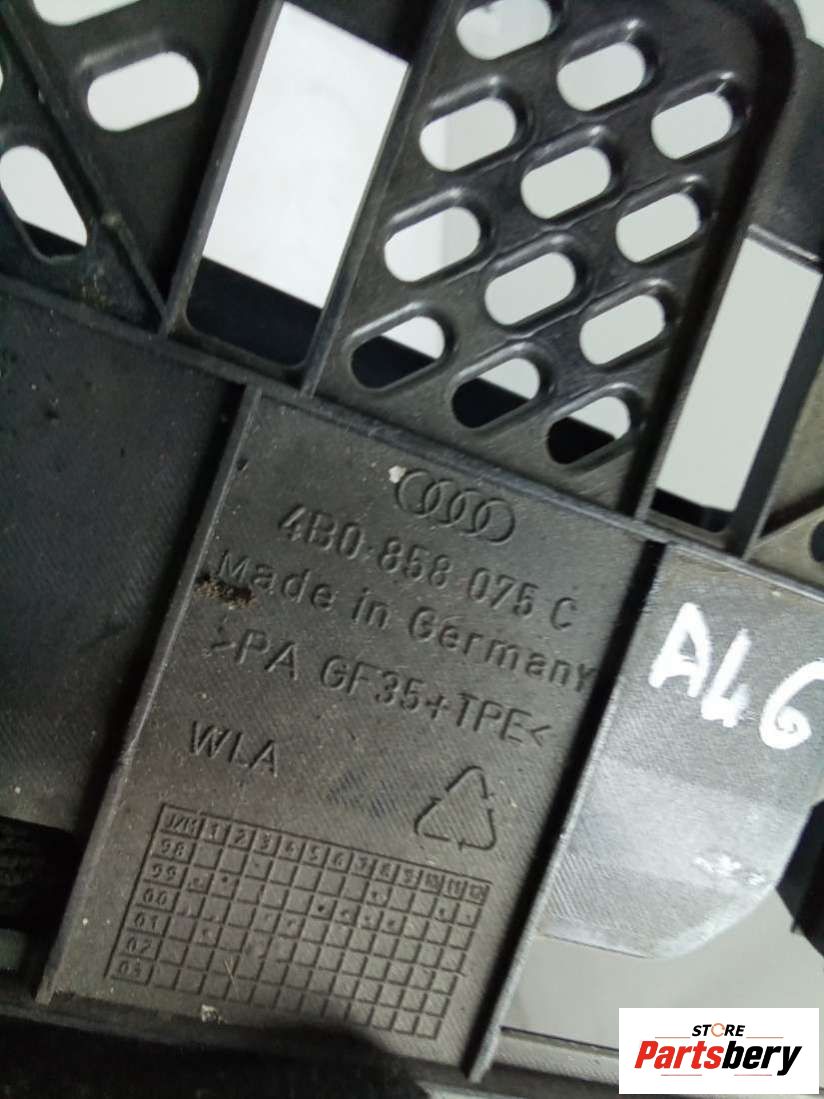 4B0 858 075 C
Made in Germany
>PA GF35+TPE<
WLA
A46
J/M 1 2 3 4 5 6 7 8 9 10 11 12
98
99
00
01
02
03
STORE
Partsbery